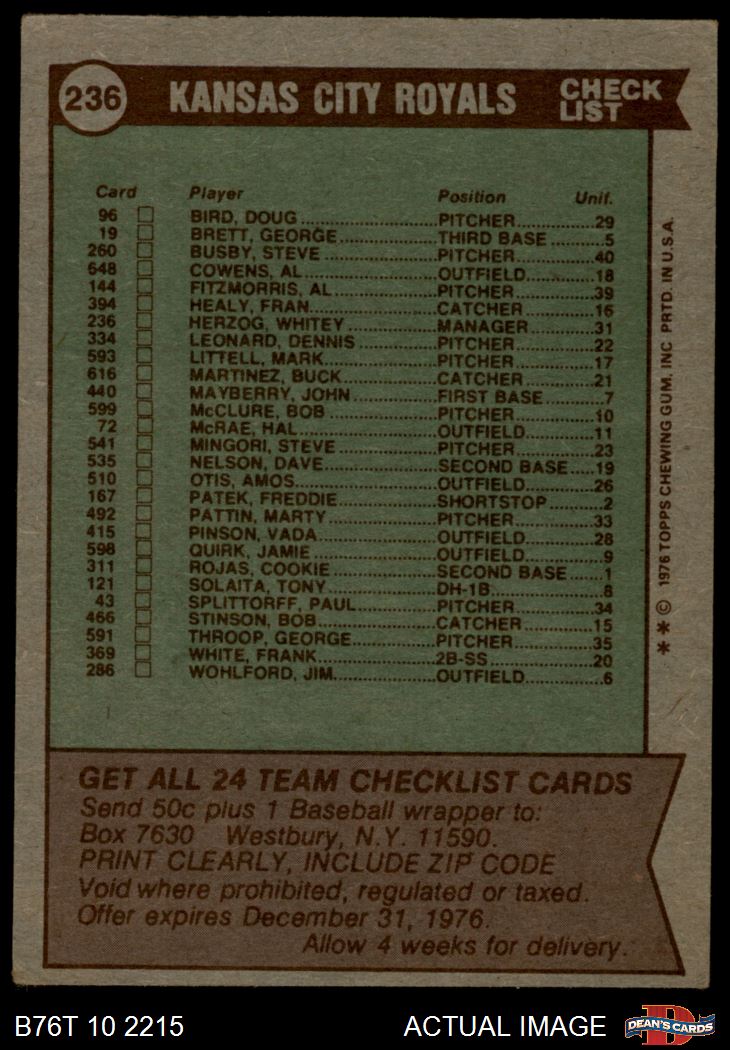 236 KANSAS CITY ROYALS CHECK LIST
Card Player Position Unif.
96 BIRD, DOUG PITCHER 29
19 BRETT, GEORGE THIRD BASE 5
260 BUSBY, STEVE PITCHER 40
648 COWENS, AL OUTFIELD 18
144 FITZMORRIS, AL PITCHER 39
394 HEALY, FRAN CATCHER 16
236 HERZOG, WHITEY MANAGER 31
334 LEONARD, DENNIS PITCHER 22
593 LITTELL, MARK PITCHER 17
616 MARTINEZ, BUCK CATCHER 21
440 MAYBERRY, JOHN FIRST BASE 7
599 McCLURE, BOB PITCHER 10
72 McRAE, HAL OUTFIELD 11
541 MINGORI, STEVE PITCHER 23
535 NELSON, DAVE SECOND BASE 19
510 OTIS, AMOS OUTFIELD 26
167 PATEK, FREDDIE SHORTSTOP 2
492 PATTIN, MARTY PITCHER 33
415 PINSON, VADA OUTFIELD 28
598 QUIRK, JAMIE OUTFIELD 9
311 ROJAS, COOKIE SECOND BASE 1
121 SOLAITA, TONY DH-1B 8
43 SPLITTORFF, PAUL PITCHER 34
466 STINSON, BOB CATCHER 15
591 THROOP, GEORGE PITCHER 35
369 WHITE, FRANK 2B-SS 20
286 WOHLFORD, JIM OUTFIELD 6
* * © 1976 TOPPS CHEWING GUM, INC PRTD. IN U.S.A.
GET ALL 24 TEAM CHECKLIST CARDS
Send 50c plus 1 Baseball wrapper to:
Box 7630 Westbury, N.Y. 11590.
PRINT CLEARLY, INCLUDE ZIP CODE
Void where prohibited, regulated or taxed.
Offer expires December 31, 1976.
Allow 4 weeks for delivery.
B76T 10 2215 ACTUAL IMAGE DEAN'S CARDS